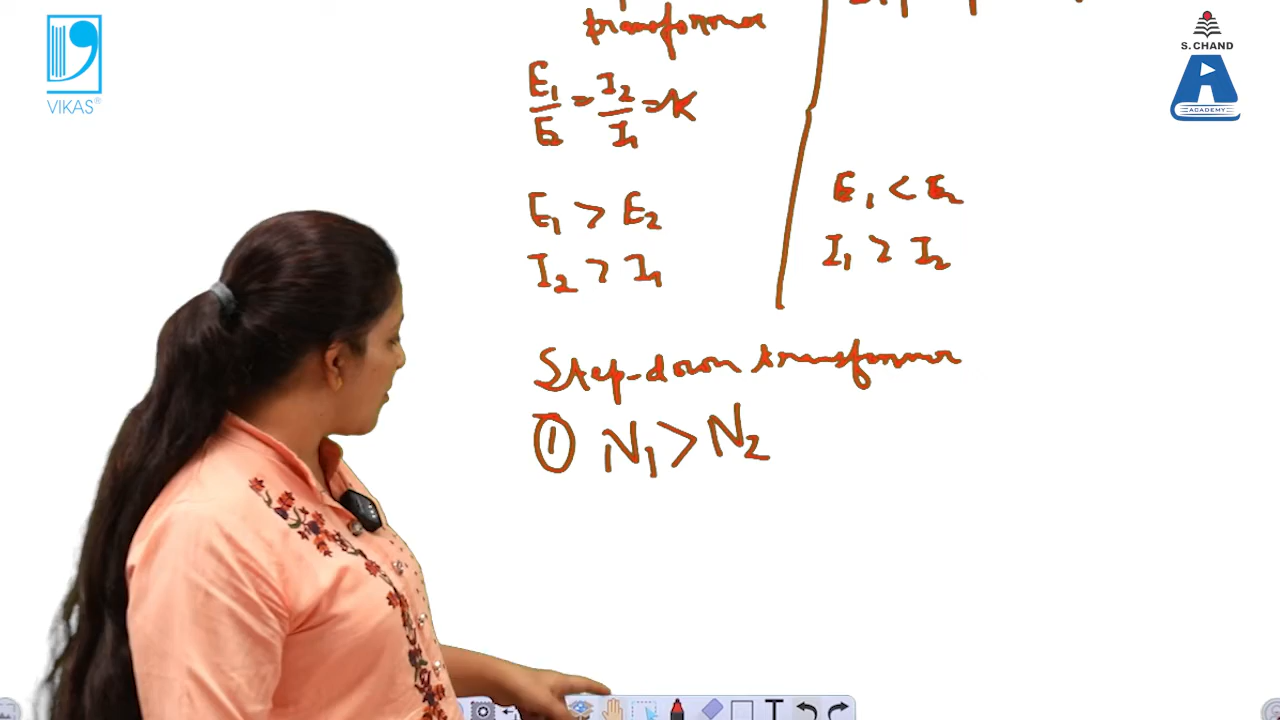 VIKAS®
S. CHAND
ACADEMY
transformer
E₁/E₂ = I₂/I₁ = K
E₁ > E₂
I₂ > I₁
E₁ < E₂
I₁ > I₂
Step-down transformer
① N₁ > N₂
T